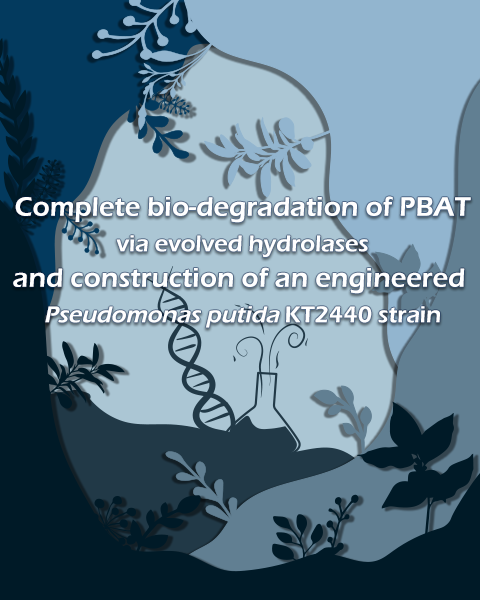 Complete bio-degradation of PBAT
via evolved hydrolases
and construction of an engineered
Pseudomonas putida KT2440 strain